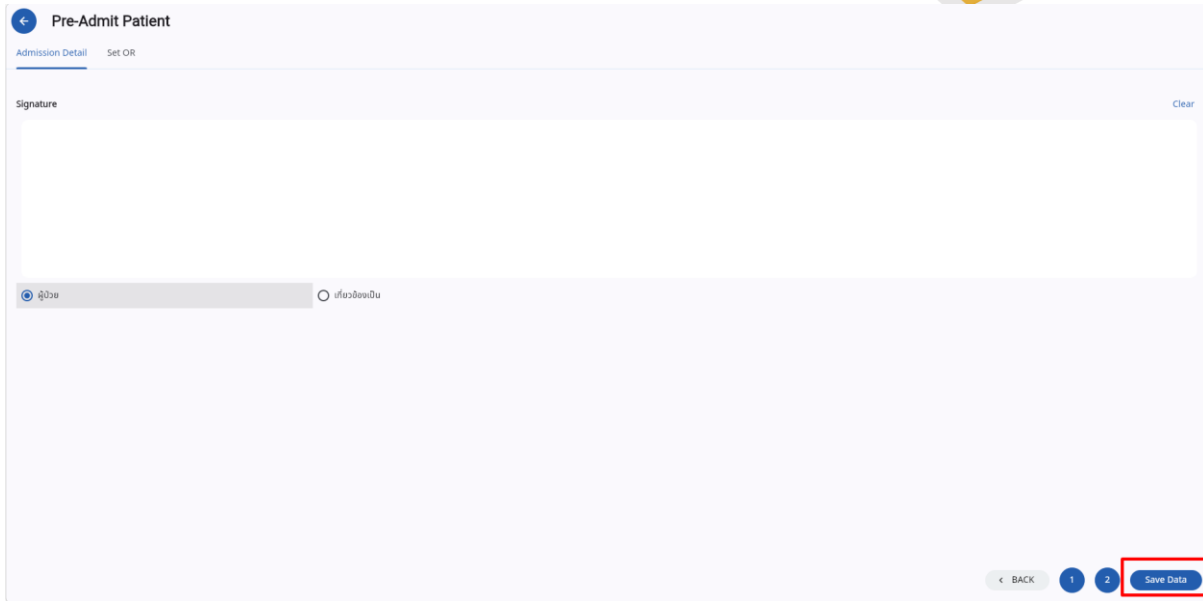 Pre-Admit Patient
Admission Detail Set OR
Signature Clear
ผู้ป่วย เกี่ยวข้องเป็น
BACK 1 2 Save Data